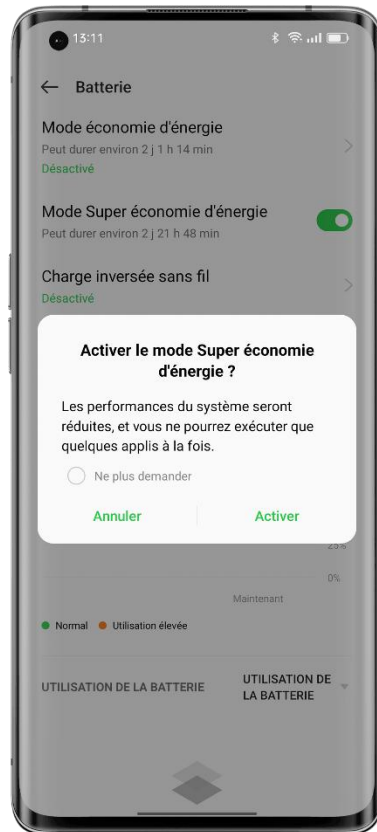 13:11
Batterie
Mode économie d'énergie
Peut durer environ 2 j 1 h 14 min
Désactivé
Mode Super économie d'énergie
Peut durer environ 2 j 21 h 48 min
Charge inversée sans fil
Désactivé
Activer le mode Super économie
d'énergie ?
Les performances du système seront
réduites, et vous ne pourrez exécuter que
quelques applis à la fois.
Ne plus demander
Annuler Activer
25%
0%
Maintenant
Normal Utilisation élevée
UTILISATION DE LA BATTERIE
UTILISATION DE
LA BATTERIE